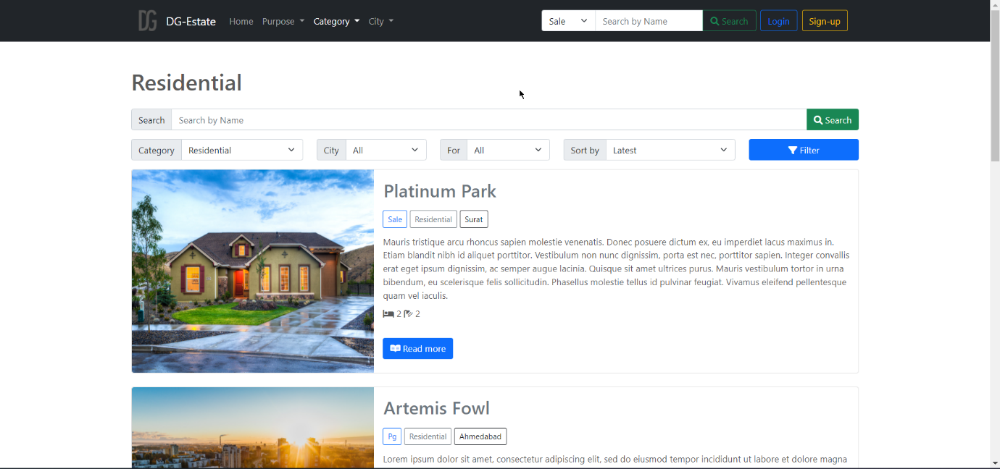 DG DG-Estate Home Purpose Category City Sale Search by Name Search Login Sign-up
Residential
Search Search by Name Search
Category Residential City All For All Sort by Latest Filter
Platinum Park
Sale Residential Surat
Mauris tristique arcu rhoncus sapien molestie venenatis. Donec posuere dictum ex, eu imperdiet lacus maximus in.
Etiam blandit nibh id aliquet porttitor. Vestibulum non nunc dignissim, porta est nec, porttitor sapien. Integer convallis
erat eget ipsum dignissim, ac semper augue lacinia. Quisque sit amet ultrices purus. Mauris vestibulum tortor in urna
bibendum, eu scelerisque felis sollicitudin. Phasellus molestie tellus id pulvinar feugiat. Vivamus eleifend pellentesque
quam vel iaculis.
2 2
Read more
Artemis Fowl
Pg Residential Ahmedabad
Lorem ipsum dolor sit amet, consectetur adipiscing elit, sed do eiusmod tempor incididunt ut labore et dolore magna